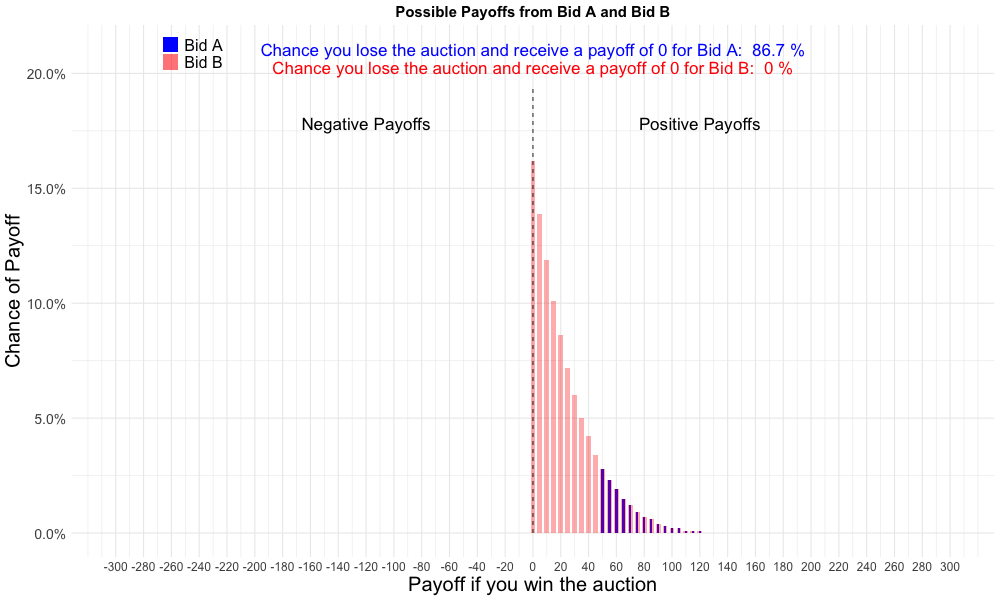 Possible Payoffs from Bid A and Bid B
Bid A
Bid B
Chance you lose the auction and receive a payoff of 0 for Bid A:  86.7 %
Chance you lose the auction and receive a payoff of 0 for Bid B:  0 %
Negative Payoffs
Positive Payoffs
Chance of Payoff
20.0%
15.0%
10.0%
5.0%
0.0%
-300 -280 -260 -240 -220 -200 -180 -160 -140 -120 -100 -80 -60 -40 -20 0 20 40 60 80 100 120 140 160 180 200 220 240 260 280 300
Payoff if you win the auction